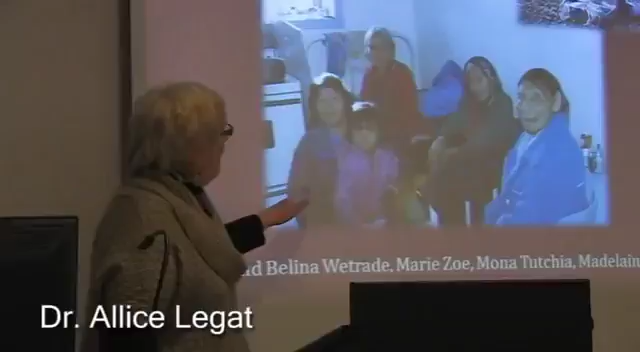 Belina Wetrade, Marie Zoe, Mona Tutchia, Madelain
Dr. Allice Legat